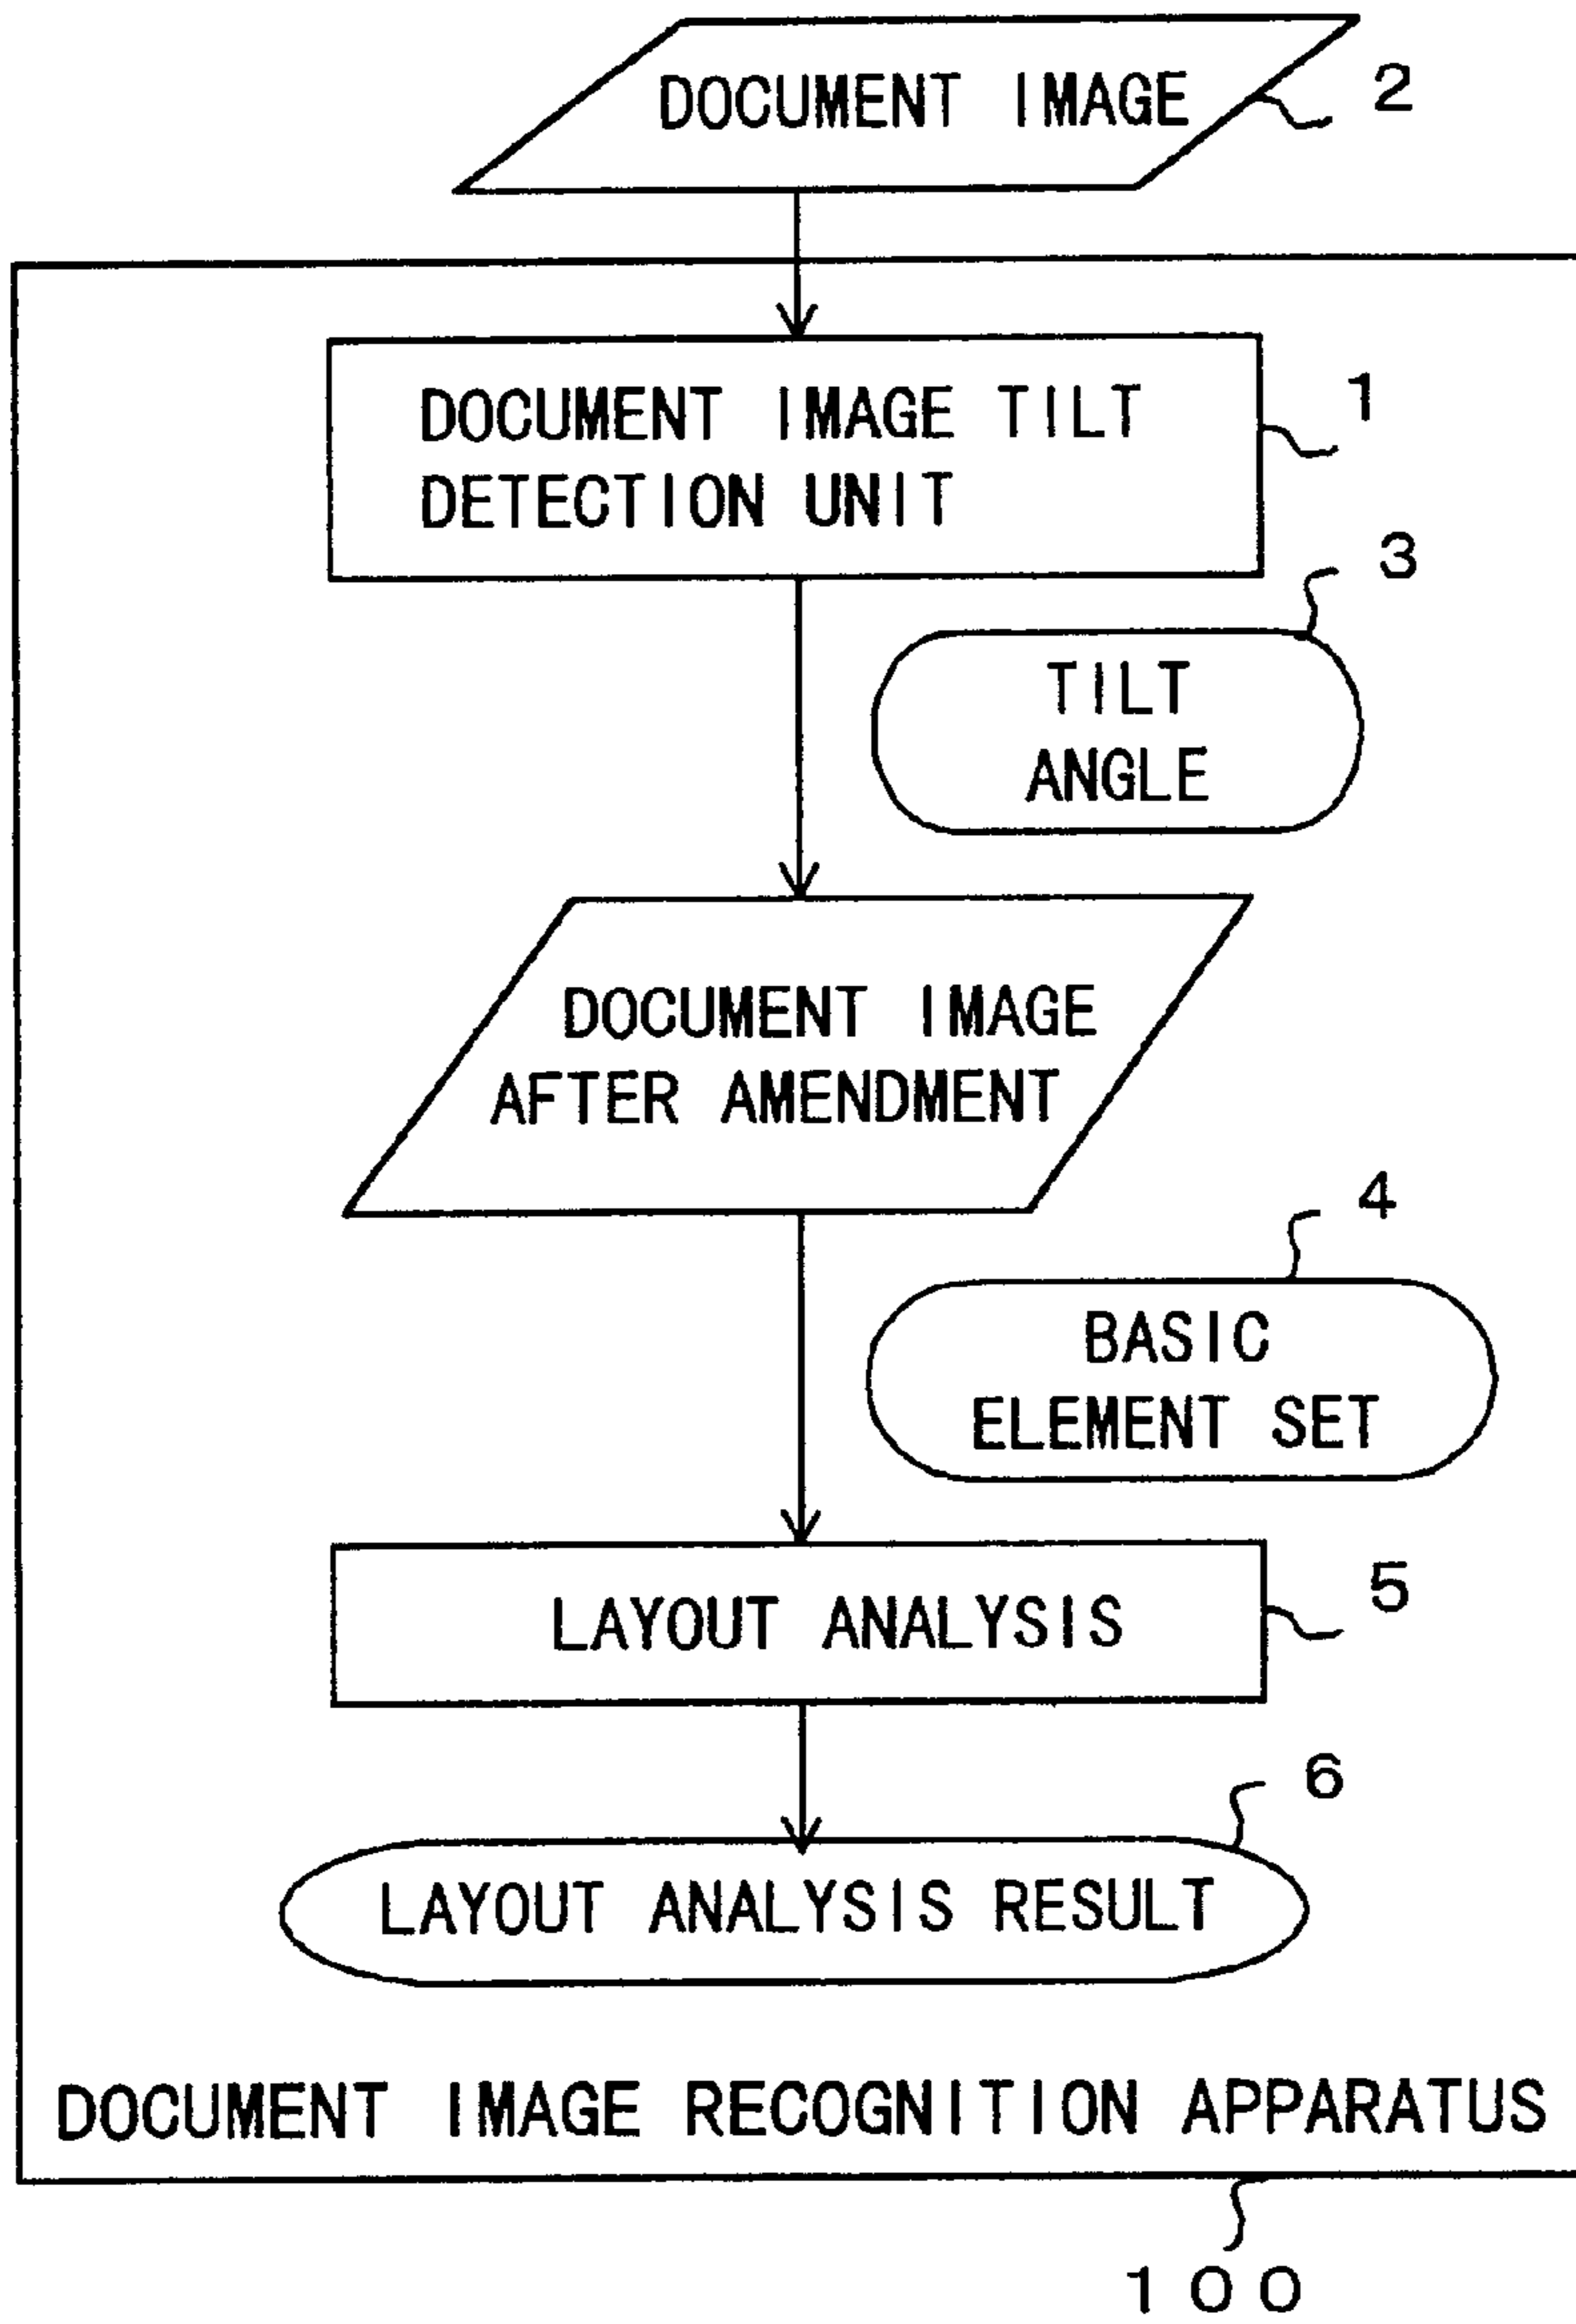 DOCUMENT IMAGE
2
DOCUMENT IMAGE TILT
DETECTION UNIT
1
3
TILT
ANGLE
DOCUMENT IMAGE
AFTER AMENDMENT
4
BASIC
ELEMENT SET
LAYOUT ANALYSIS
5
6
LAYOUT ANALYSIS RESULT
DOCUMENT IMAGE RECOGNITION APPARATUS
100